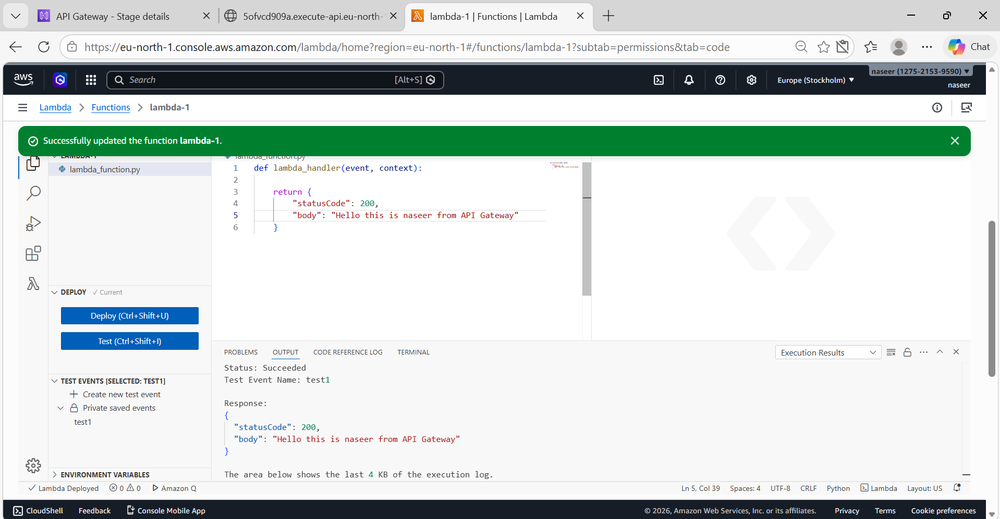 API Gateway - Stage details
5ofvcd909a.execute-api.eu-north-
lambda-1 | Functions | Lambda
https://eu-north-1.console.aws.amazon.com/lambda/home?region=eu-north-1#/functions/lambda-1?subtab=permissions&tab=code
Chat
aws
Search
[Alt+S]
Europe (Stockholm)
naseer (1275-2153-9590)
naseer
Lambda
Functions
lambda-1
Successfully updated the function lambda-1.
LAMBDA-1
lambda_function.py
lambda_function.py
1 def lambda_handler(event, context):
2
3 return {
4 "statusCode": 200,
5 "body": "Hello this is naseer from API Gateway"
6 }
DEPLOY
Current
Deploy (Ctrl+Shift+U)
Test (Ctrl+Shift+I)
TEST EVENTS [SELECTED: TEST1]
Create new test event
Private saved events
test1
ENVIRONMENT VARIABLES
PROBLEMS
OUTPUT
CODE REFERENCE LOG
TERMINAL
Execution Results
Status: Succeeded
Test Event Name: test1
Response:
{
"statusCode": 200,
"body": "Hello this is naseer from API Gateway"
}
The area below shows the last 4 KB of the execution log.
Lambda Deployed
0
0
Amazon Q
Ln 5, Col 39
Spaces: 4
UTF-8
CRLF
Python
Lambda
Layout: US
CloudShell
Feedback
Console Mobile App
© 2026, Amazon Web Services, Inc. or its affiliates.
Privacy
Terms
Cookie preferences